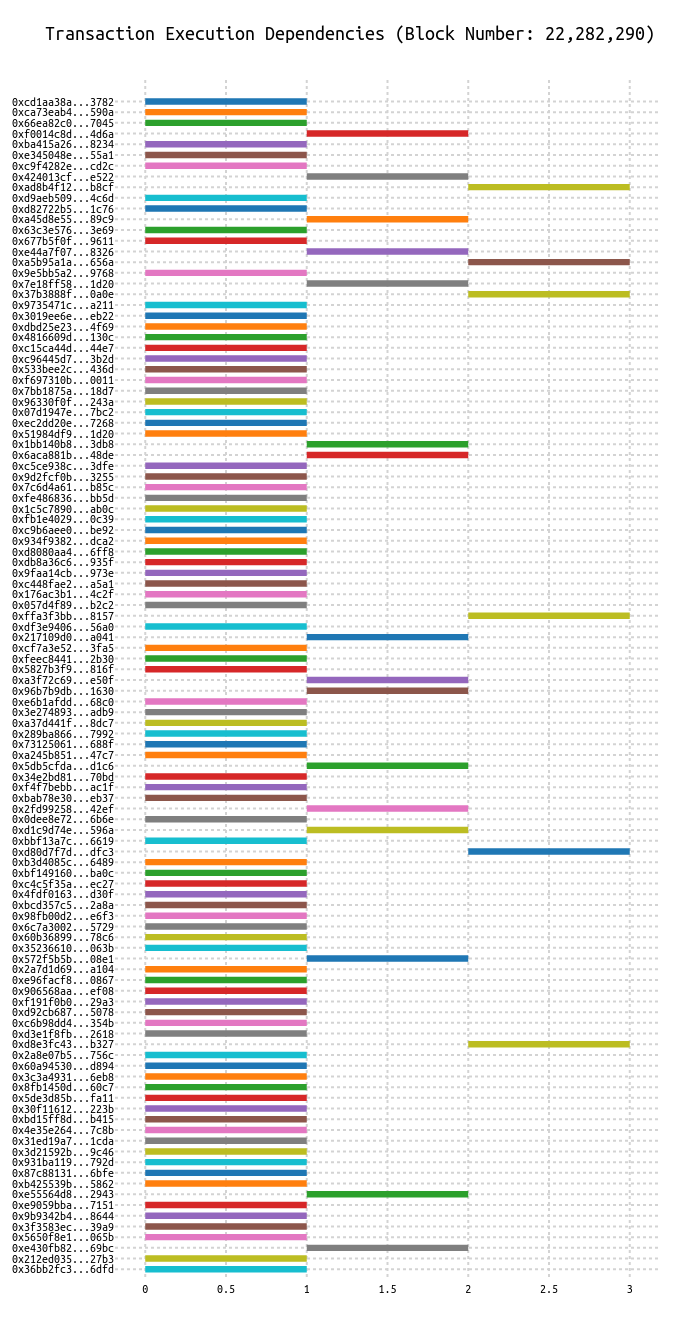 Transaction Execution Dependencies (Block Number: 22,282,290)
0xcd1aa38a...3782
0xca73eab4...590a
0x66ea82c0...7045
0xf0014c8d...4d6a
0xba415a26...8234
0xe345048e...55a1
0xc9f4282e...cd2c
0x424013cf...e522
0xad8b4f12...b8cf
0xd9aeb509...4c6d
0xd82722b5...1c76
0xa45d8e55...89c9
0x63c3e576...3e69
0x677b5f0f...9611
0xe44a7f07...8326
0xa5b95a1a...656a
0x9e5bb5a2...9768
0x7e18ff58...1d20
0x37b3888f...0a0e
0x9735471c...a211
0x3019ee6e...eb22
0xdbd25e23...4f69
0x4816609d...130c
0xc15ca44d...44e7
0xc96445d7...3b2d
0x533bee2c...436d
0xf697310b...0011
0x7bb1875a...18d7
0x96330f0f...243a
0x07d1947e...7bc2
0xec2dd20e...7268
0x51984df9...1d20
0x1bb140b8...3db8
0x6aca881b...48de
0xc5ce938c...3dfe
0x9d2fcf0b...3255
0x7c6d4a61...b85c
0xfe486836...bb5d
0x1c5c7890...ab0c
0xfb1e4029...0c39
0xc9b6aee0...be92
0x934f9382...dca2
0xd8080aa4...6ff8
0xdb8a36c6...935f
0x9faa14cb...973e
0xc448fae2...a5a1
0x176ac3b1...4c2f
0x057d4f89...b2c2
0xffa3f3bb...8157
0xdf3e9406...56a0
0x217109d0...a041
0xcf7a3e52...3fa5
0xfeec8441...2b30
0x5827b3f9...816f
0xa3f72c69...e50f
0x96b7b9db...1630
0xe6b1afdd...68c0
0x3e274893...adb9
0xa37d441f...8dc7
0x289ba866...7992
0x73125061...688f
0xa245b851...47c7
0x5db5cfda...d1c6
0x34e2bd81...70bd
0xf4f7bebb...ac1f
0xbab78e30...eb37
0x2fd99258...42ef
0x0dee8e72...6b6e
0xd1c9d74e...596a
0xbbf13a7c...6619
0xd80d7f7d...dfc3
0xb3d4085c...6489
0xbf149160...ba0c
0xc4c5f35a...ec27
0x4fdf0163...d30f
0xbcd357c5...2a8a
0x98fb00d2...e6f3
0x6c7a3002...5729
0x60b36899...78c6
0x35236610...063b
0x572f5b5b...08e1
0x2a7d1d69...a104
0xe96facf8...0867
0x906568aa...ef08
0xf191f0b0...29a3
0xd92cb687...5078
0xc6b98dd4...354b
0xd3e1f8fb...2618
0xd8e3fc43...b327
0x2a8e07b5...756c
0x60a94530...d894
0x3c3a4931...6eb8
0x8fb1450d...60c7
0x5de3d85b...fa11
0x30f11612...223b
0xbd15ff8d...b415
0x4e35e264...7c8b
0x31ed19a7...1cda
0x3d21592b...9c46
0x931ba119...792d
0x87c88131...6bfe
0xb425539b...5862
0xe55564d8...2943
0xe9059bba...7151
0x9b9342b4...8644
0x3f3583ec...39a9
0x5650f8e1...065b
0xe430fb82...69bc
0x212ed035...27b3
0x36bb2fc3...6dfd
0 0.5 1 1.5 2 2.5 3